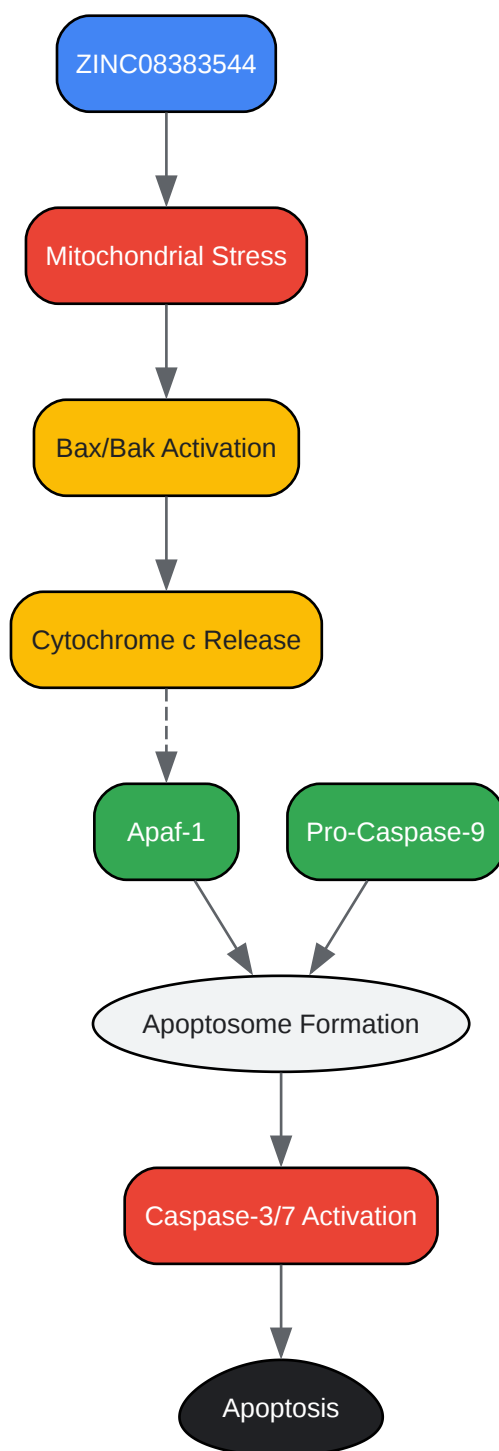 ZINC08383544
Mitochondrial Stress
Bax/Bak Activation
Cytochrome c Release
Apaf-1
Pro-Caspase-9
Apoptosome Formation
Caspase-3/7 Activation
Apoptosis